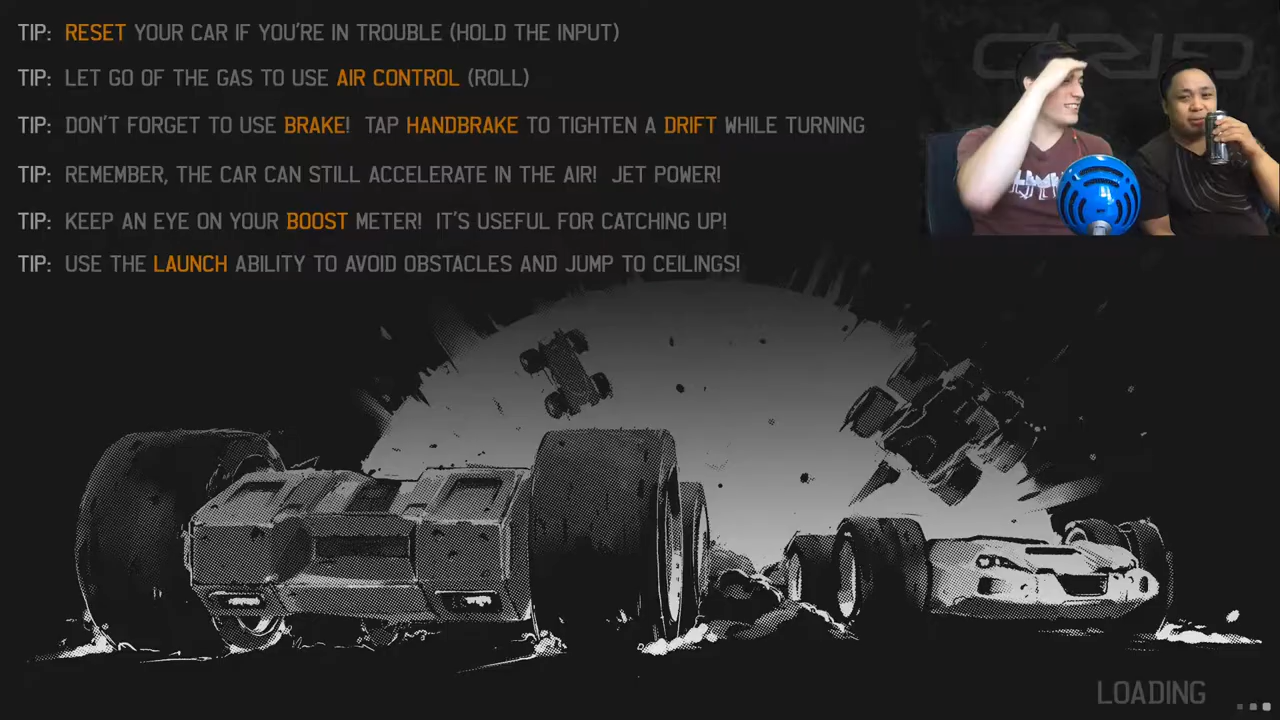 TIP: RESET YOUR CAR IF YOU'RE IN TROUBLE (HOLD THE INPUT)
TIP: LET GO OF THE GAS TO USE AIR CONTROL (ROLL)
TIP: DON'T FORGET TO USE BRAKE! TAP HANDBRAKE TO TIGHTEN A DRIFT WHILE TURNING
TIP: REMEMBER, THE CAR CAN STILL ACCELERATE IN THE AIR! JET POWER!
TIP: KEEP AN EYE ON YOUR BOOST METER! IT'S USEFUL FOR CATCHING UP!
TIP: USE THE LAUNCH ABILITY TO AVOID OBSTACLES AND JUMP TO CEILINGS!
LOADING